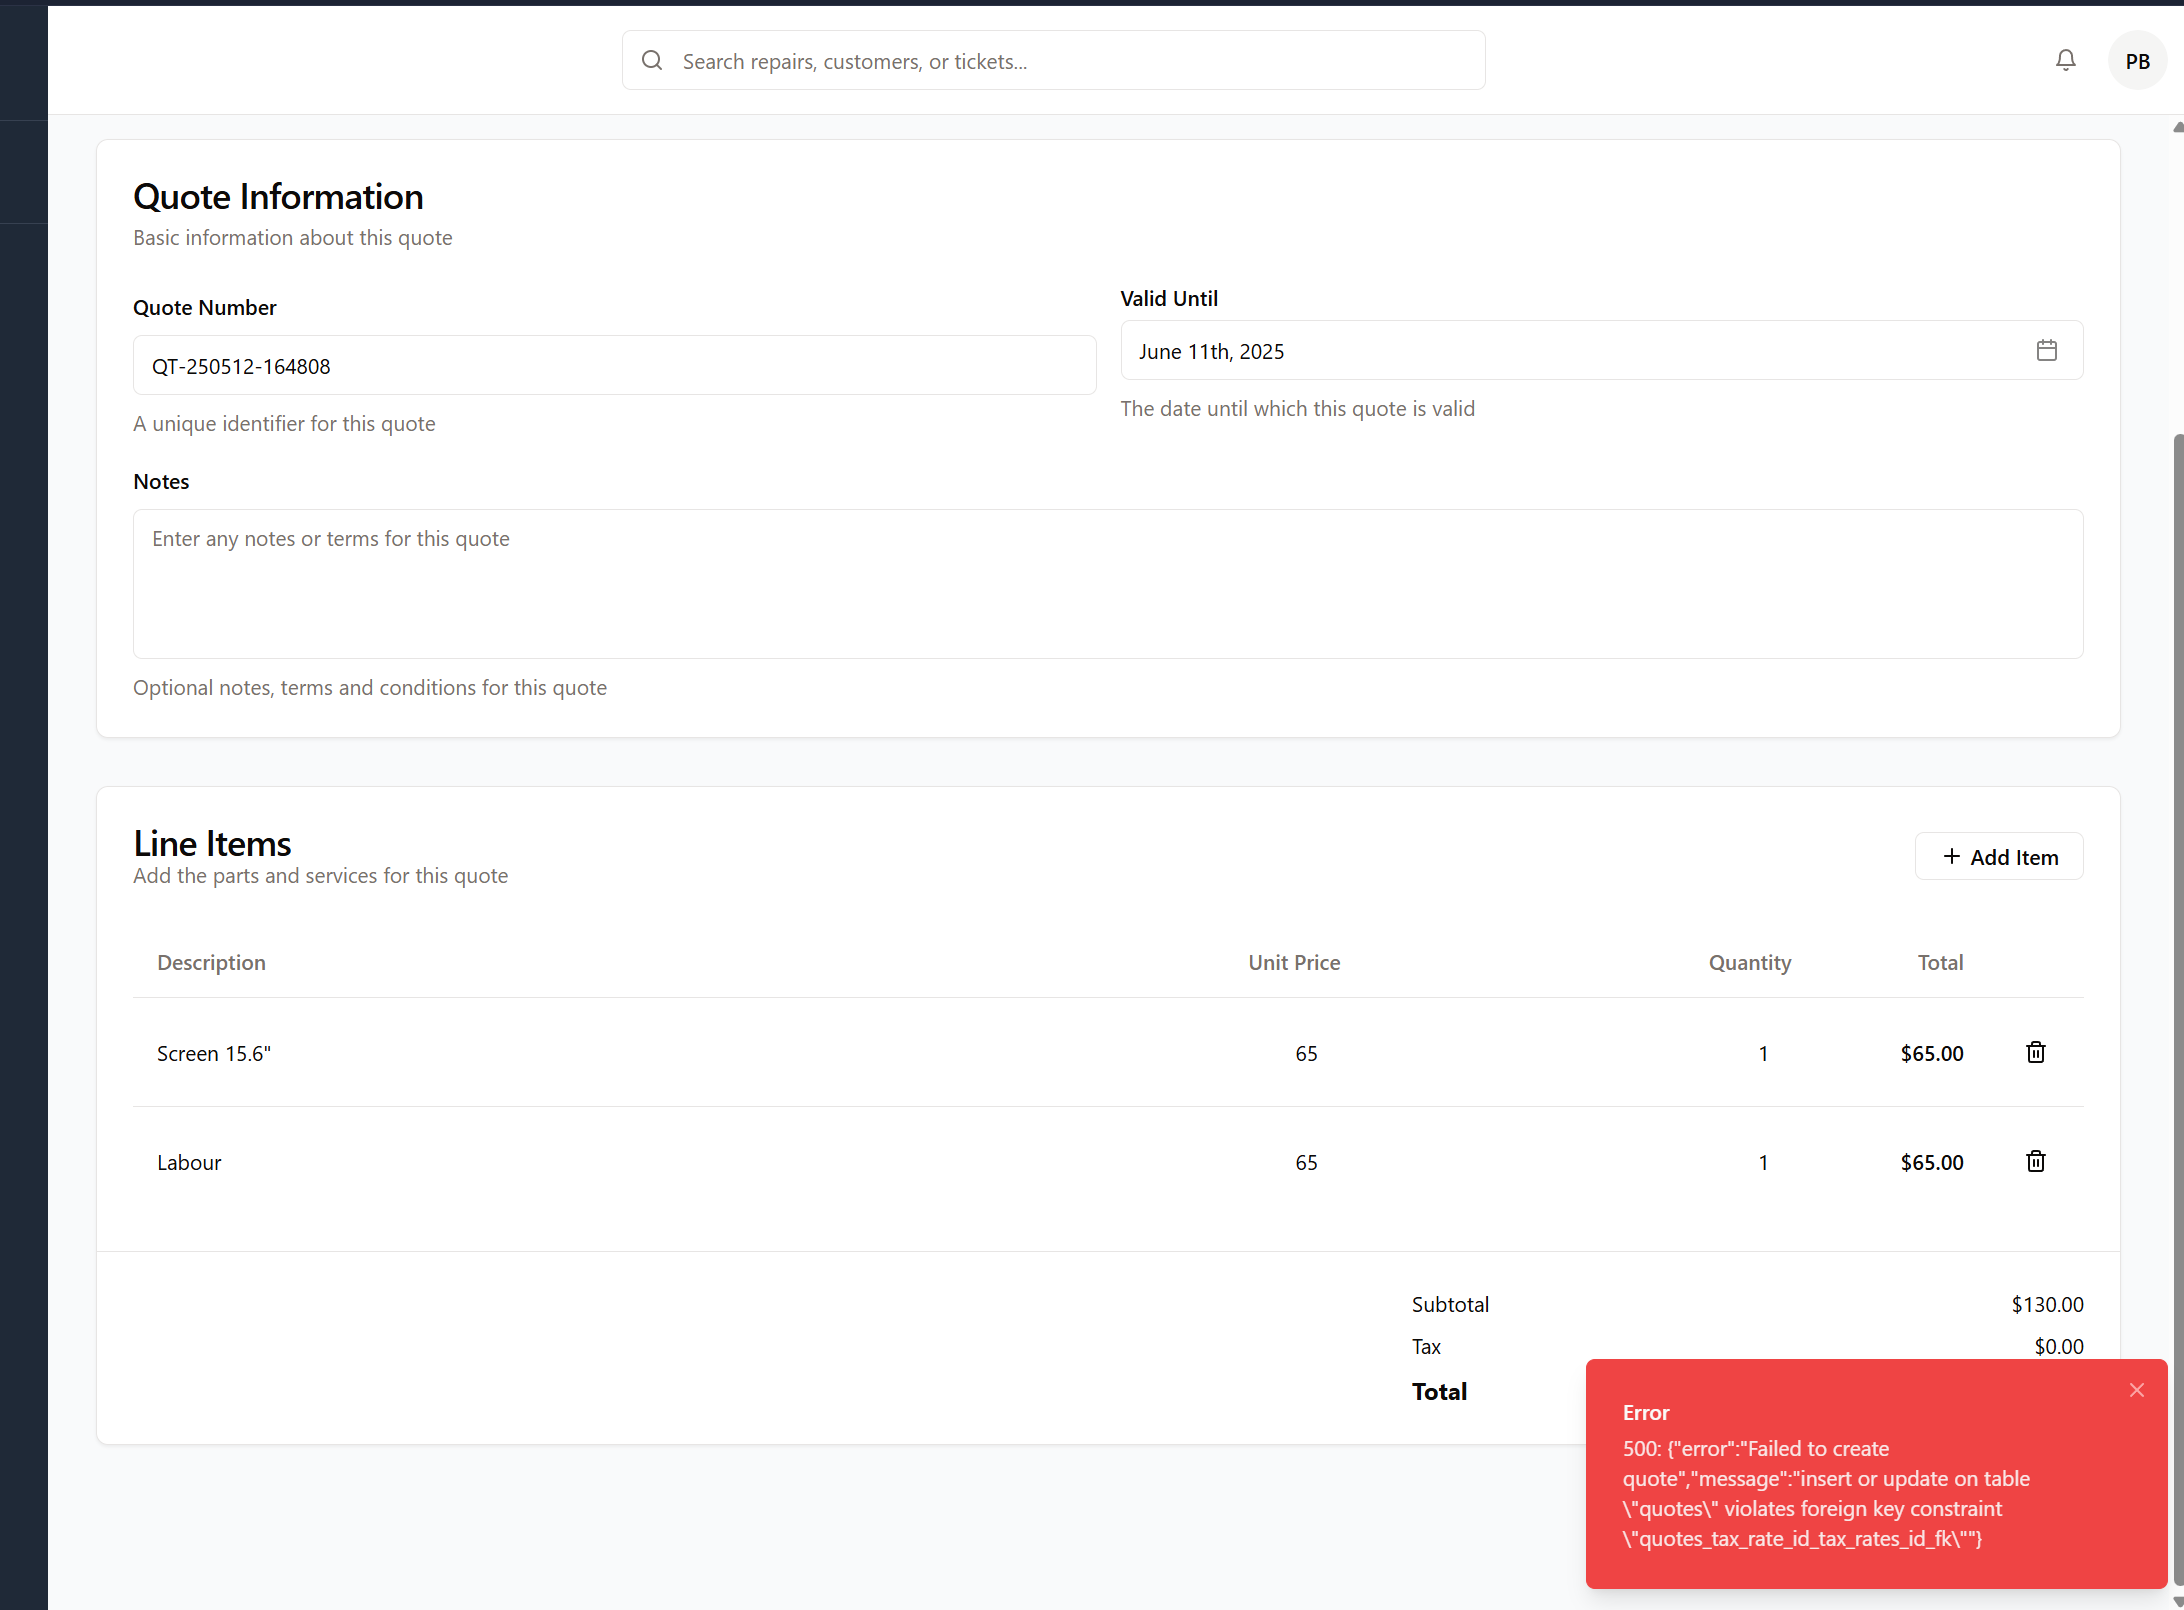 Search repairs, customers, or tickets...
PB
Quote Information
Basic information about this quote
Quote Number
QT-250512-164808
A unique identifier for this quote
Valid Until
June 11th, 2025
The date until which this quote is valid
Notes
Enter any notes or terms for this quote
Optional notes, terms and conditions for this quote
Line Items
Add the parts and services for this quote
Add Item
Description Unit Price Quantity Total
Screen 15.6" 65 1 $65.00
Labour 65 1 $65.00
Subtotal $130.00
Tax $0.00
Total
Error
500: {"error":"Failed to create
quote","message":"insert or update on table
\"quotes\" violates foreign key constraint
\"quotes_tax_rate_id_tax_rates_id_fk\""}